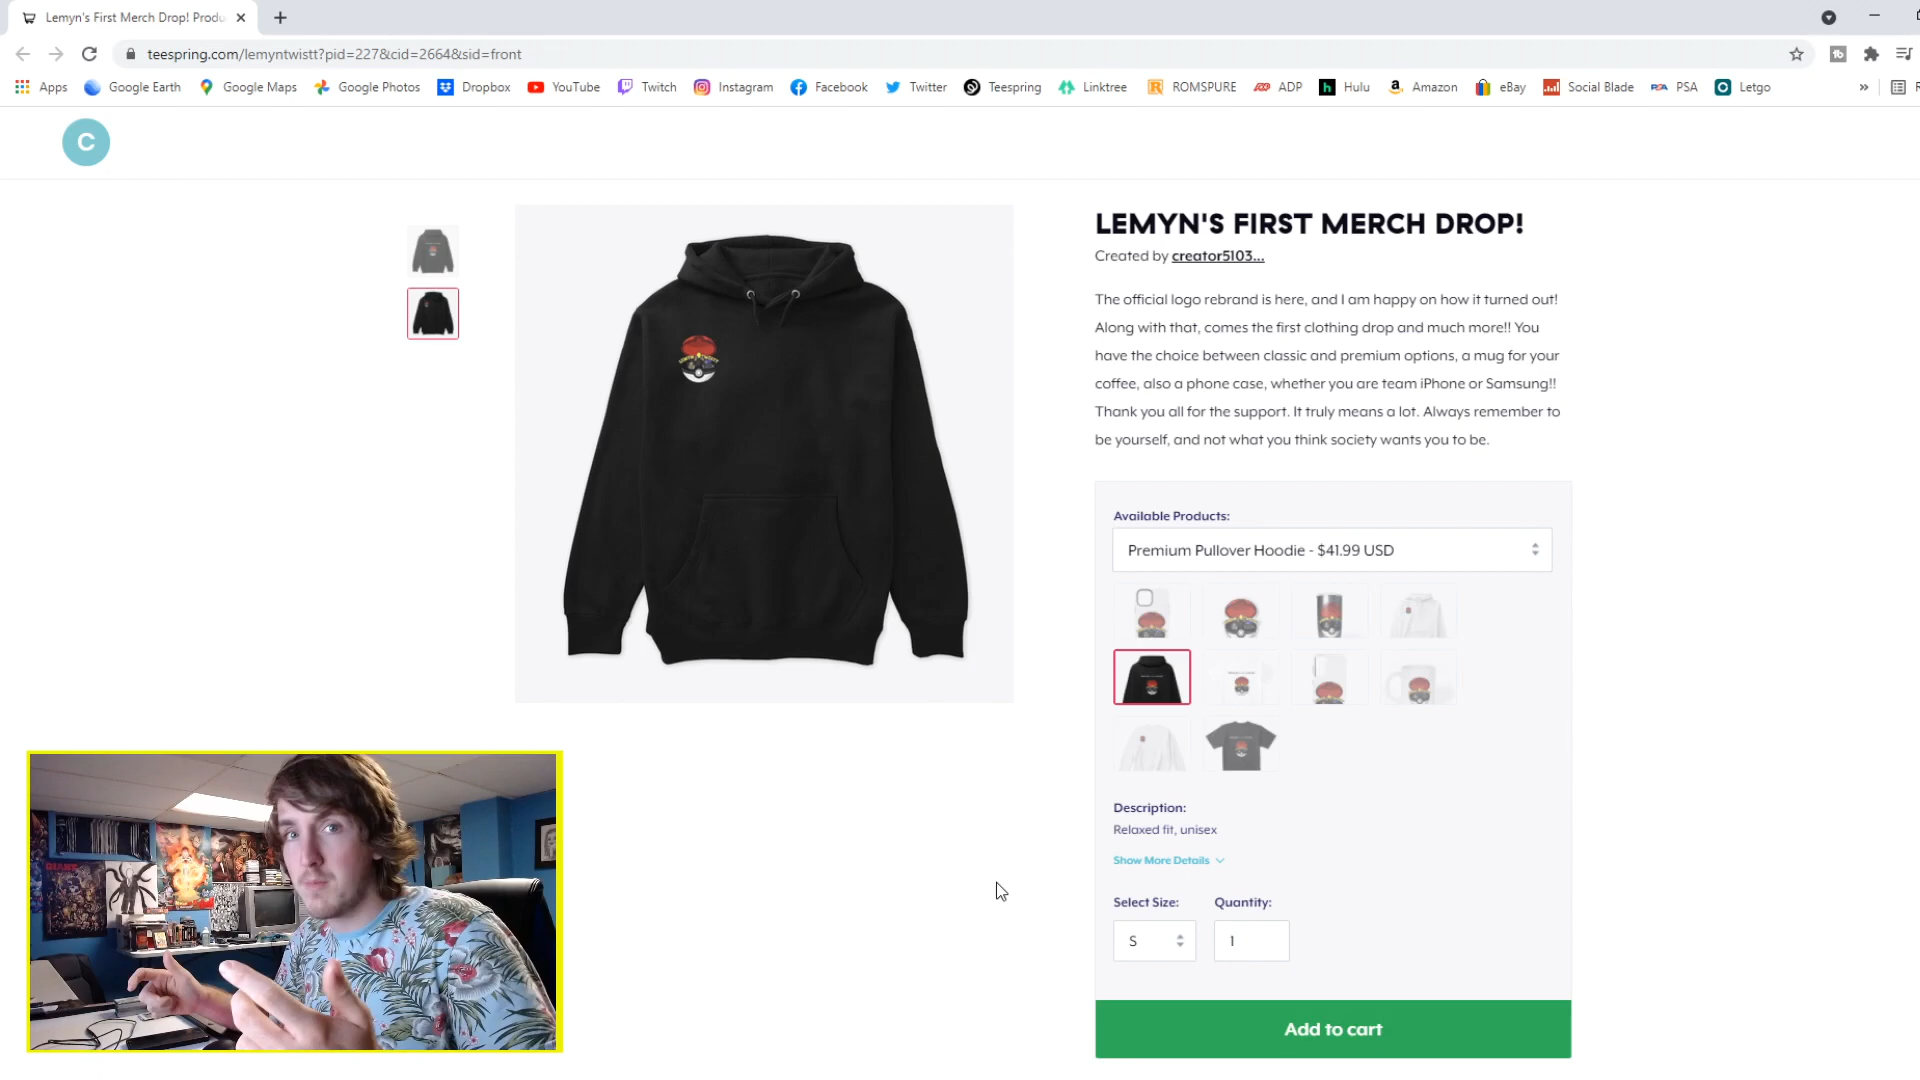 Lemyn's First Merch Drop! Produ
teespring.com/lemyntwistt?pid=227&cid=2664&sid=front
Apps Google Earth Google Maps Google Photos Dropbox YouTube Twitch Instagram Facebook Twitter Teespring Linktree ROMSPURE ADP Hulu Amazon eBay Social Blade PSA Letgo »
C
LEMYN'S FIRST MERCH DROP!
Created by creator5103...
The official logo rebrand is here, and I am happy on how it turned out!
Along with that, comes the first clothing drop and much more!! You
have the choice between classic and premium options, a mug for your
coffee, also a phone case, whether you are team iPhone or Samsung!!
Thank you all for the support. It truly means a lot. Always remember to
be yourself, and not what you think society wants you to be.
Available Products:
Premium Pullover Hoodie - $41.99 USD
Description:
Relaxed fit, unisex
Show More Details
Select Size: Quantity:
S 1
Add to cart